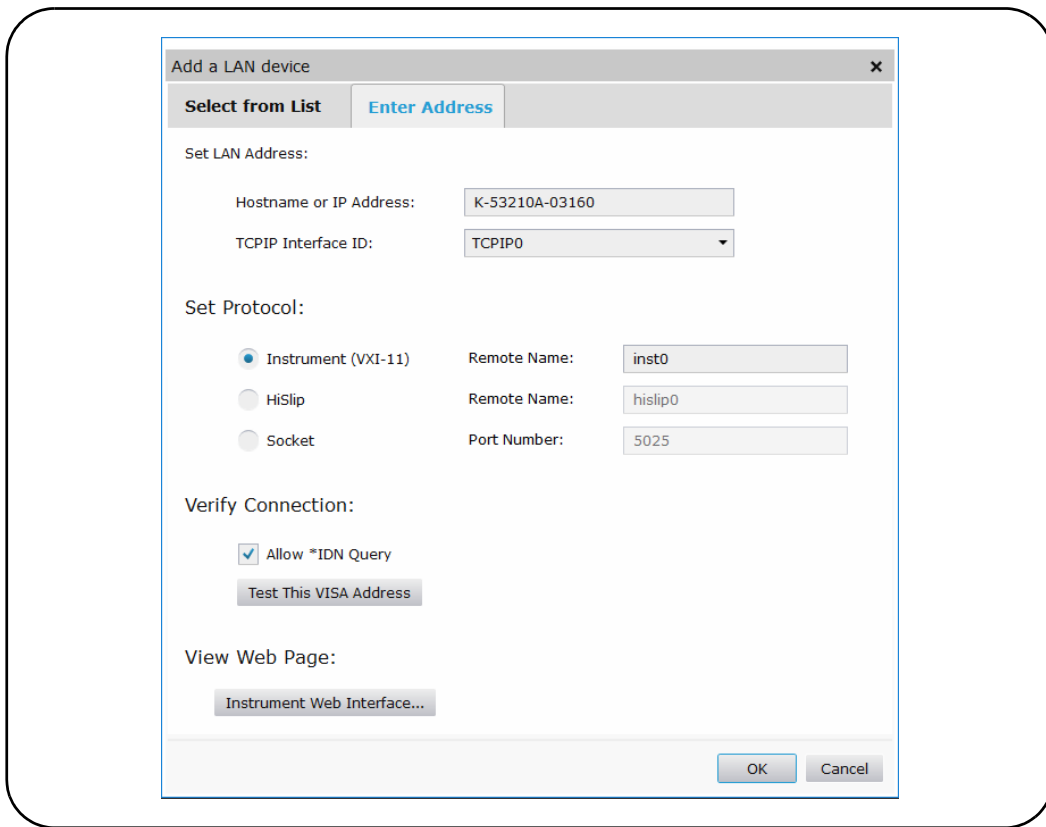 Add a LAN device
Select from List Enter Address
Set LAN Address:
Hostname or IP Address: K-53210A-03160
TCPIP Interface ID: TCPIP0
Set Protocol:
Instrument (VXI-11) Remote Name: inst0
HiSlip Remote Name: hislip0
Socket Port Number: 5025
Verify Connection:
Allow *IDN Query
Test This VISA Address
View Web Page:
Instrument Web Interface...
OK Cancel